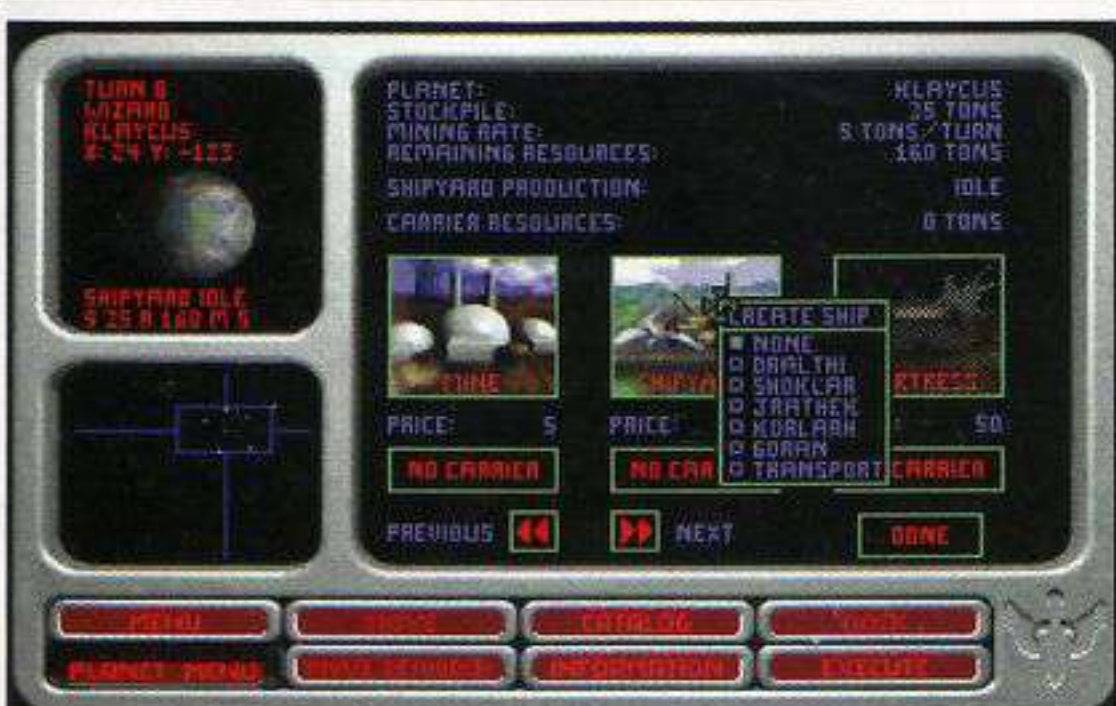 TURN 8
WIZARD
KLAYCUS
X: 24 Y: -123
SHIPYARD IDLE
S 25 R 160 M 5
PLANET: KLAYCUS
STOCKPILE: 25 TONS
MINING RATE: 5 TONS/TURN
REMAINING RESOURCES: 160 TONS
SHIPYARD PRODUCTION: IDLE
CARRIER RESOURCES: 0 TONS
MINE
CREATE SHIP
NONE
DRALTHI
SHOKLAR
JRATHEK
KORLARH
GORAN
TRANSPORT
PRICE: 5
PRICE:
50
NO CARRIER
NO CAR
CARRIER
PREVIOUS
NEXT
DONE
MENU
CATALOG
PLANET MENU
INFORMATION
EXECUTE